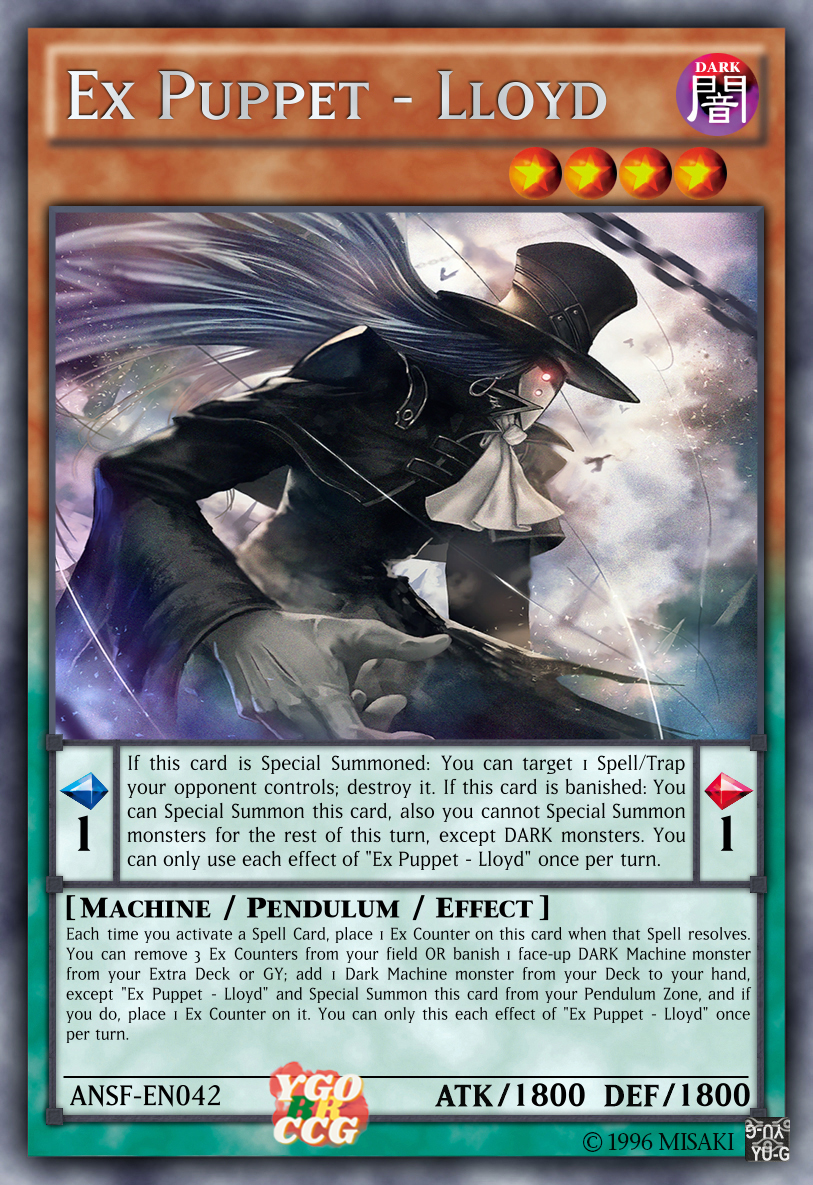 Ex Puppet - Lloyd
DARK
闇
If this card is Special Summoned: You can target 1 Spell/Trap
your opponent controls; destroy it. If this card is banished: You
can Special Summon this card, also you cannot Special Summon
monsters for the rest of this turn, except DARK monsters. You
can only use each effect of "Ex Puppet - Lloyd" once per turn.
1
1
[ Machine / Pendulum / Effect ]
Each time you activate a Spell Card, place 1 Ex Counter on this card when that Spell resolves.
You can remove 3 Ex Counters from your field OR banish 1 face-up DARK Machine monster
from your Extra Deck or GY; add 1 Dark Machine monster from your Deck to your hand,
except "Ex Puppet - Lloyd" and Special Summon this card from your Pendulum Zone, and if
you do, place 1 Ex Counter on it. You can only this each effect of "Ex Puppet - Lloyd" once
per turn.
ANSF-EN042
YGO
RR
CCG
ATK/1800 DEF/1800
© 1996 MISAKI
YU-G
YU-G